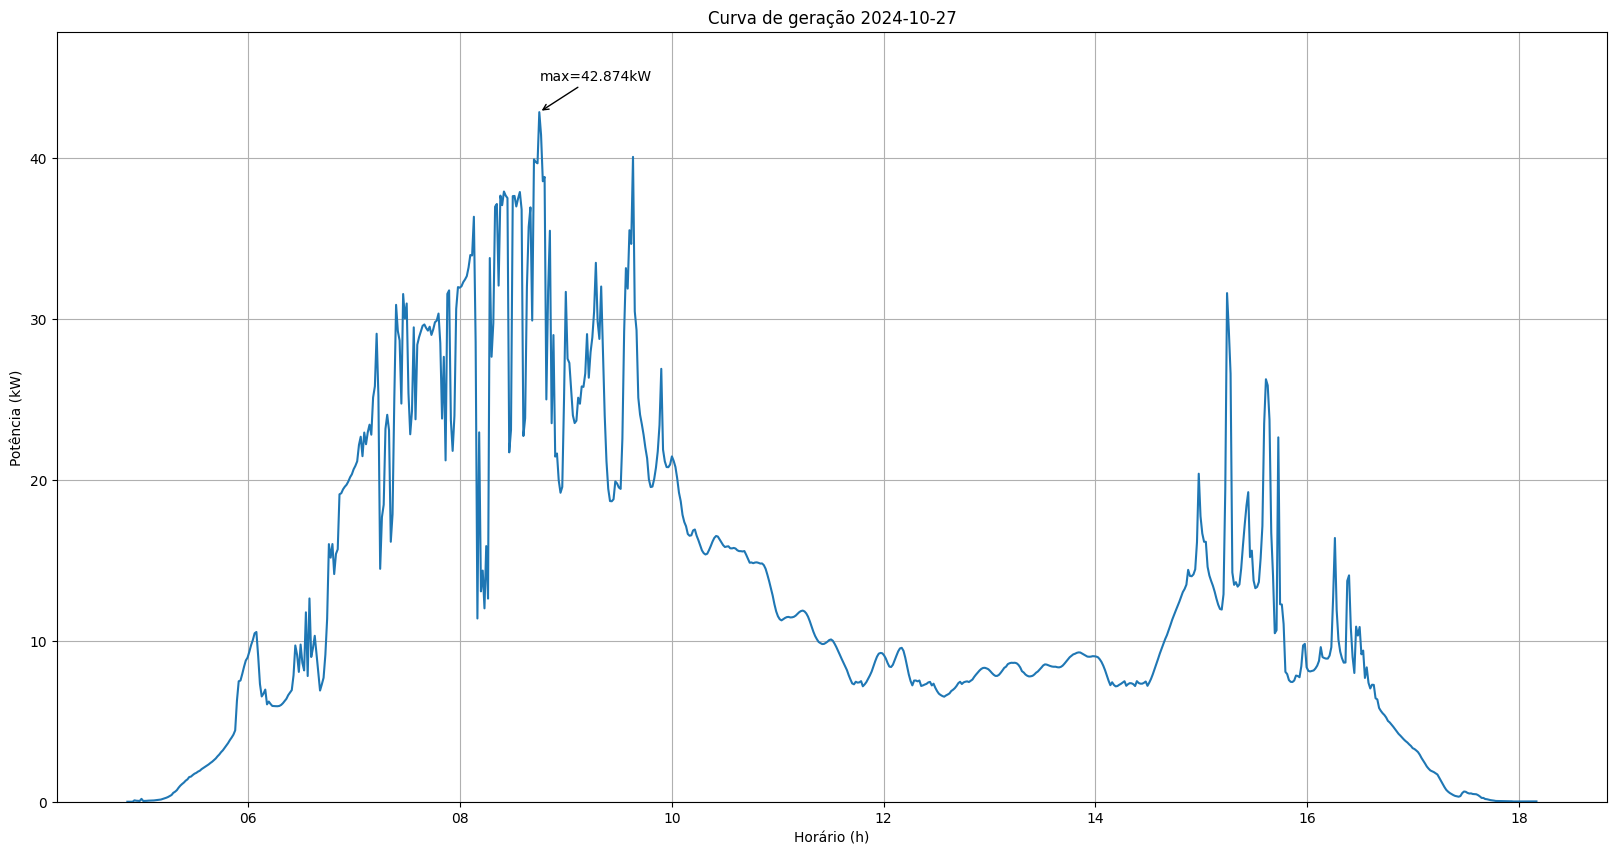 Curva de geração 2024-10-27
max=42.874kW
Potência (kW)
40
30
20
10
0
06 08 10 12 14 16 18
Horário (h)